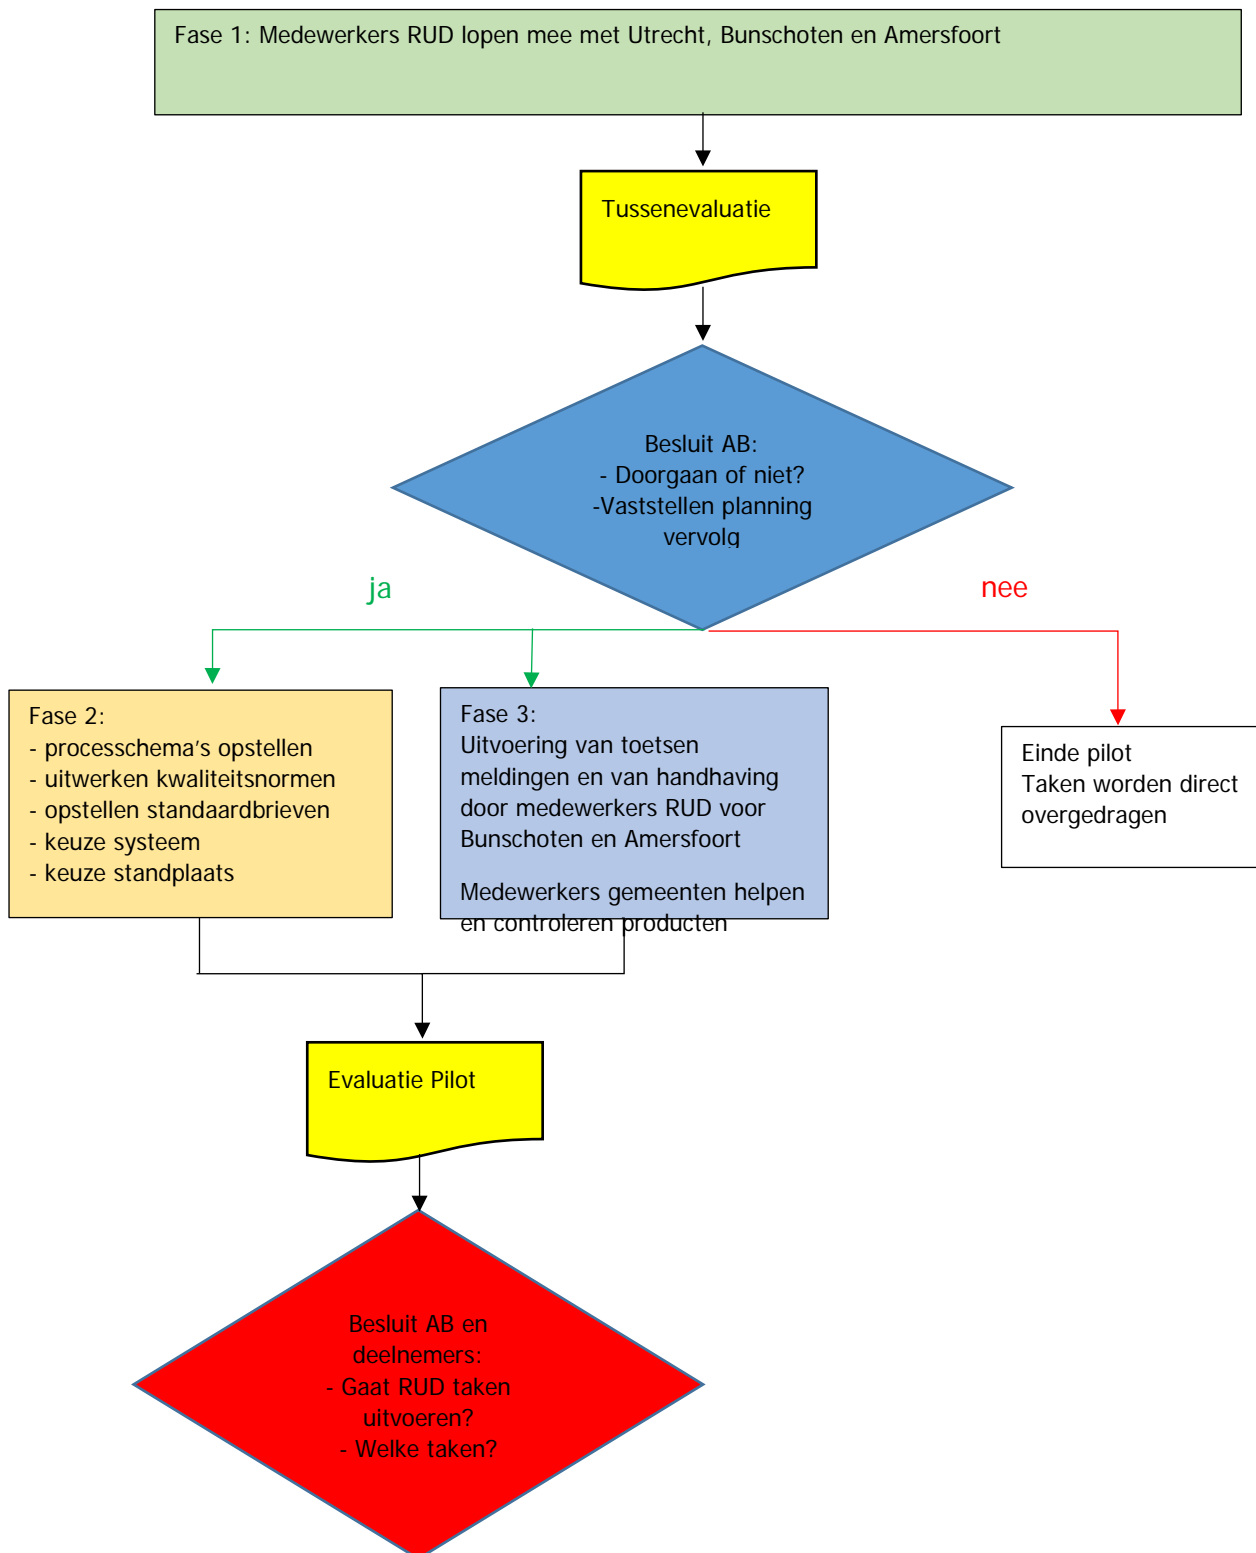 Fase 1: Medewerkers RUD lopen mee met Utrecht, Bunschoten en Amersfoort
Tussenevaluatie
Besluit AB:
- Doorgaan of niet?
-Vaststellen planning
vervolg
ja
nee
Fase 2:
- processchema's opstellen
- uitwerken kwaliteitsnormen
- opstellen standaardbrieven
- keuze systeem
- keuze standplaats
Fase 3:
Uitvoering van toetsen
meldingen en van handhaving
door medewerkers RUD voor
Bunschoten en Amersfoort
Medewerkers gemeenten helpen
en controleren producten
Einde pilot
Taken worden direct
overgedragen
Evaluatie Pilot
Besluit AB en
deelnemers:
- Gaat RUD taken
uitvoeren?
- Welke taken?